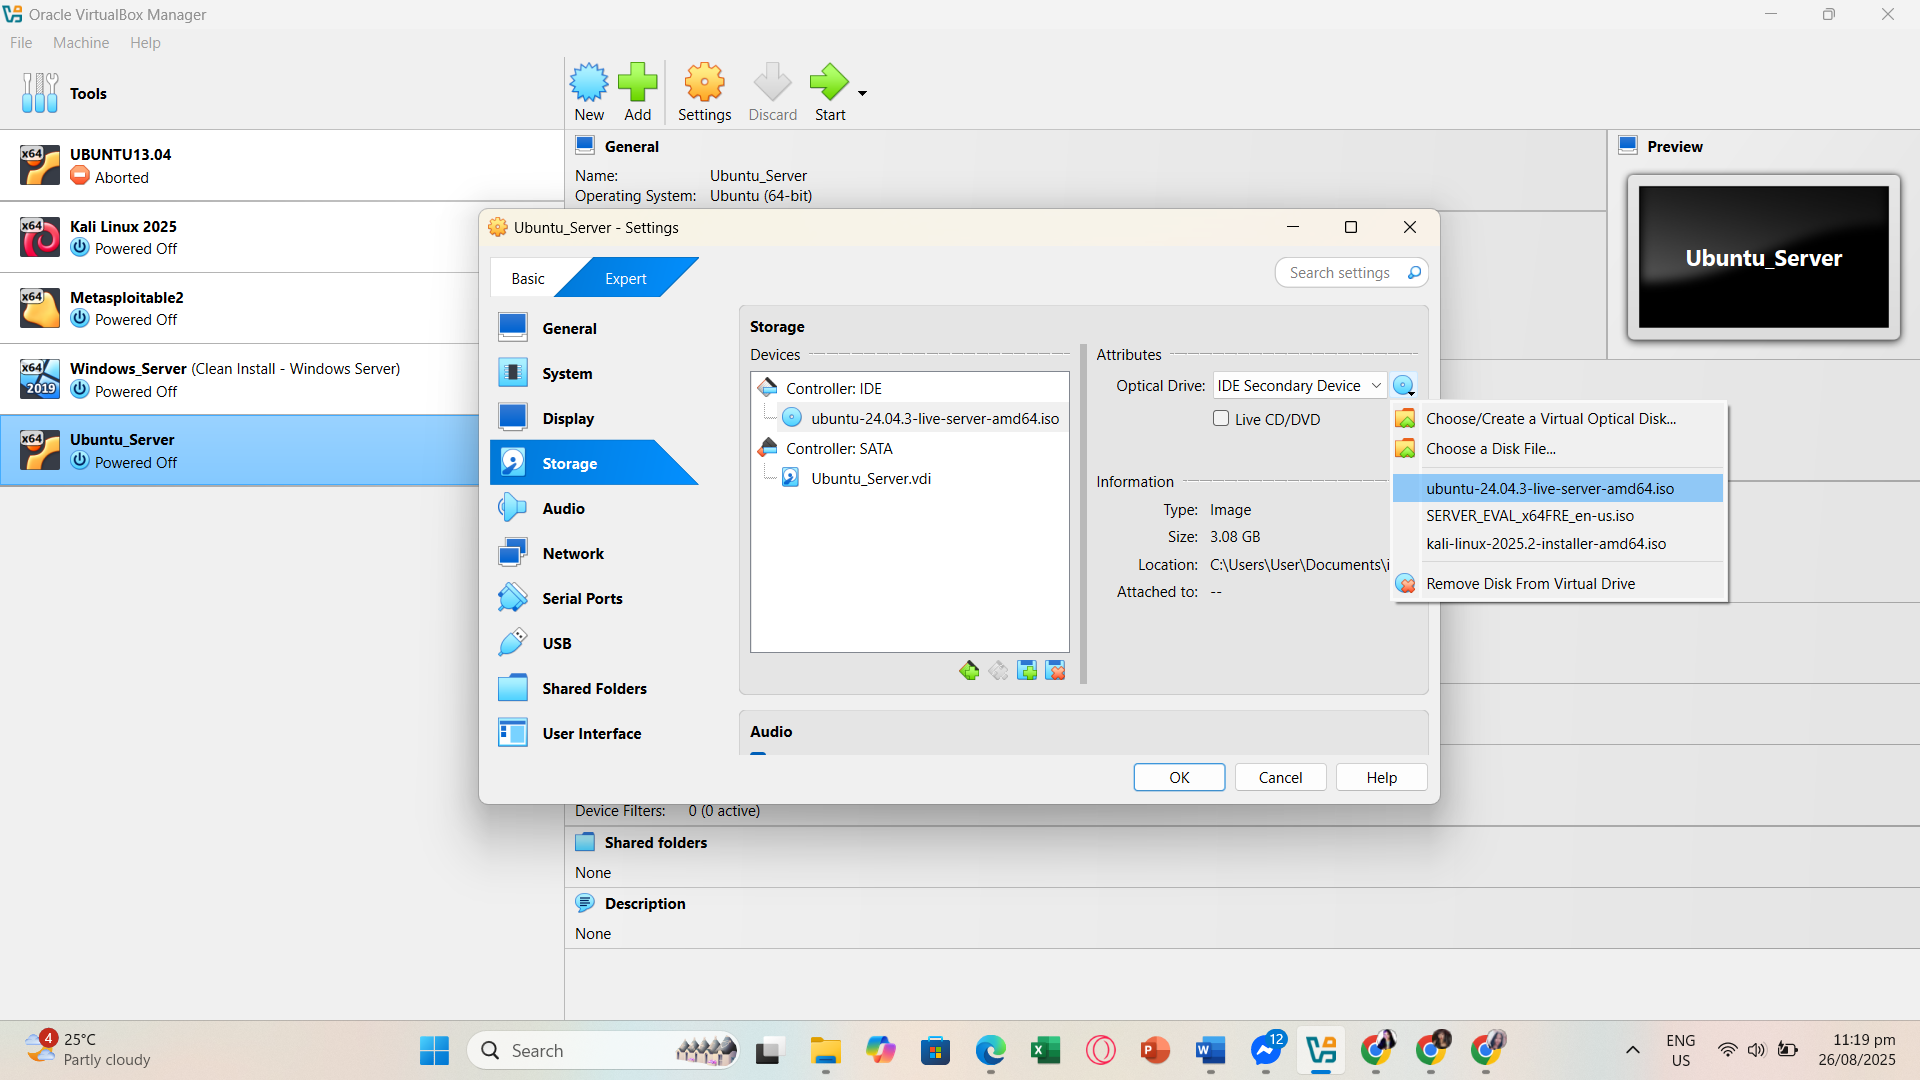 Oracle VirtualBox Manager
File Machine Help
Tools
New Add Settings Discard Start
x64 UBUNTU13.04
Aborted
x64 Kali Linux 2025
Powered Off
x64 Metasploitable2
Powered Off
x64 2019 Windows_Server (Clean Install - Windows Server)
Powered Off
x64 Ubuntu_Server
Powered Off
General
Name: Ubuntu_Server
Operating System: Ubuntu (64-bit)
Preview
Ubuntu_Server
Ubuntu_Server - Settings
Basic Expert
Search settings
General
System
Display
Storage
Audio
Network
Serial Ports
USB
Shared Folders
User Interface
Storage
Devices
Controller: IDE
ubuntu-24.04.3-live-server-amd64.iso
Controller: SATA
Ubuntu_Server.vdi
Attributes
Optical Drive: IDE Secondary Device
Live CD/DVD
Information
Type: Image
Size: 3.08 GB
Location: C:\Users\User\Documents\i
Attached to: --
Choose/Create a Virtual Optical Disk...
Choose a Disk File...
ubuntu-24.04.3-live-server-amd64.iso
SERVER_EVAL_x64FRE_en-us.iso
kali-linux-2025.2-installer-amd64.iso
Remove Disk From Virtual Drive
Audio
OK Cancel Help
Device Filters: 0 (0 active)
Shared folders
None
Description
None
4 25°C
Partly cloudy
Search
12
ENG
US
11:19 pm
26/08/2025